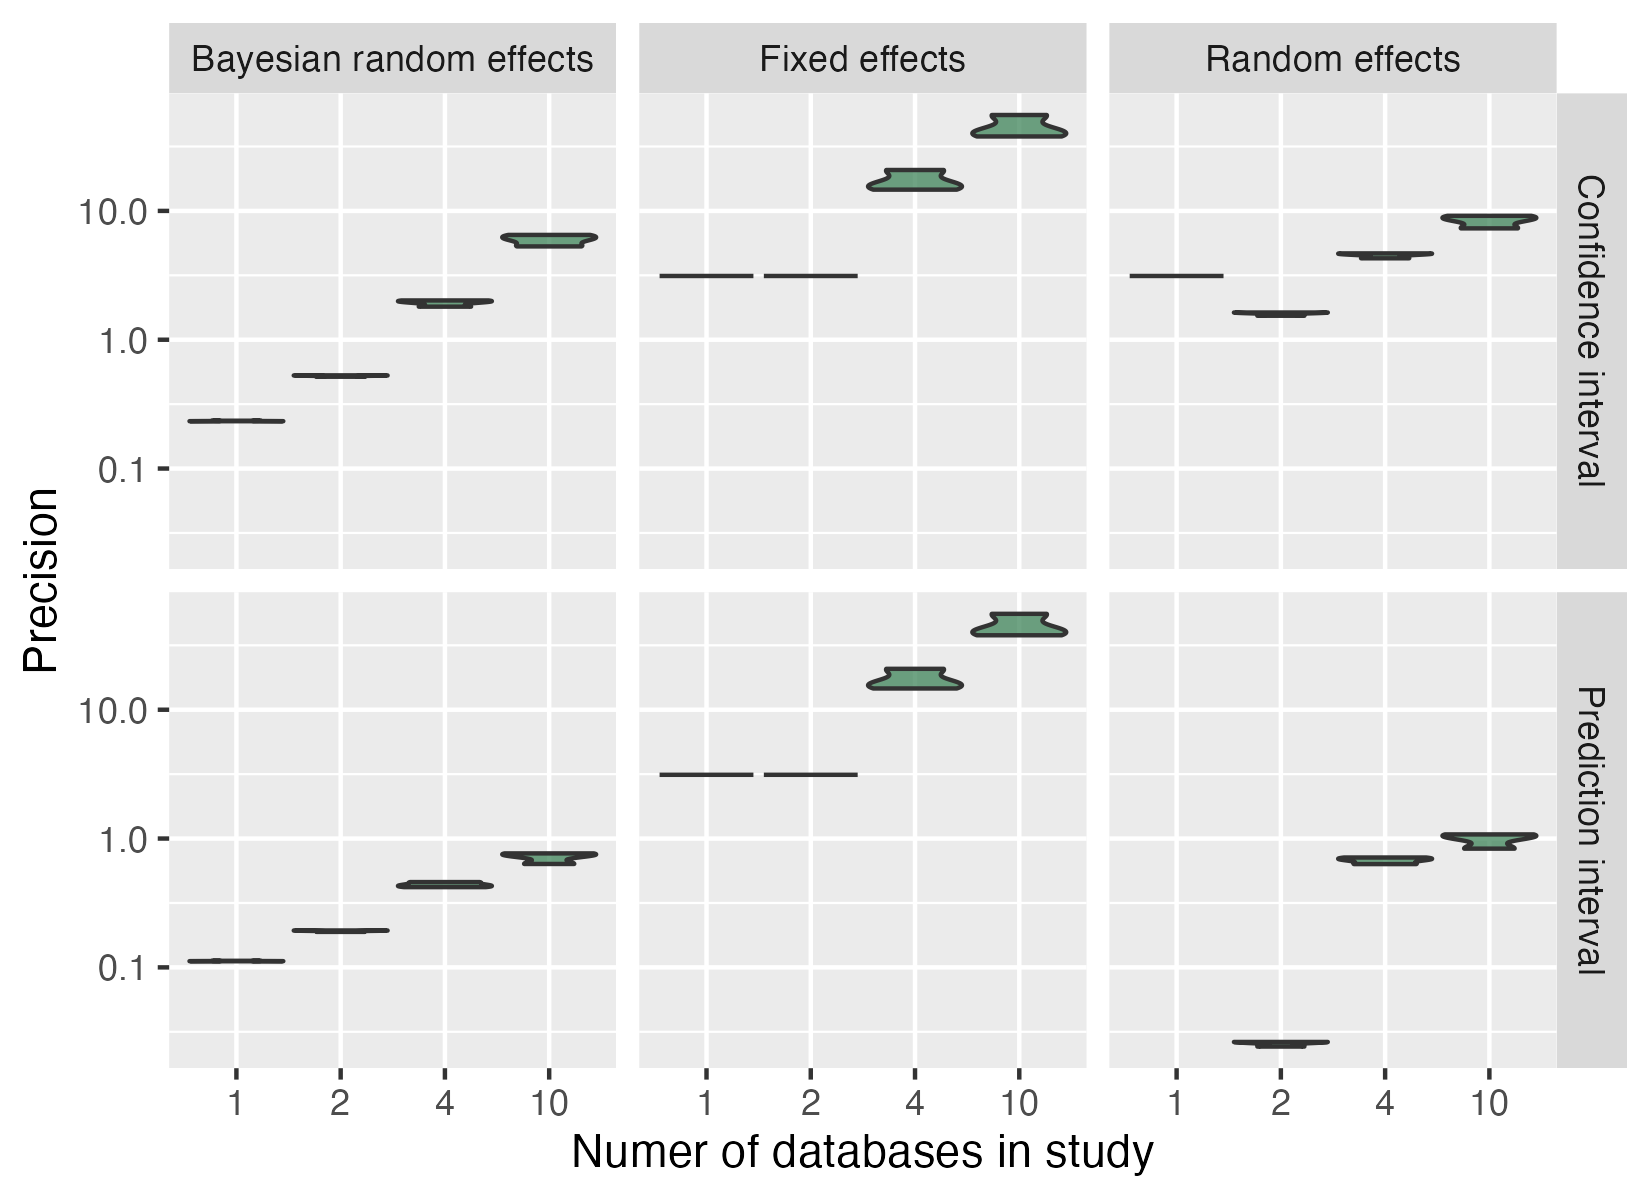 Bayesian random effects
Fixed effects
Random effects
Precision
10.0
1.0
0.1
Confidence interval
10.0
1.0
0.1
Prediction interval
1 2 4 10 1 2 4 10 1 2 4 10
Numer of databases in study